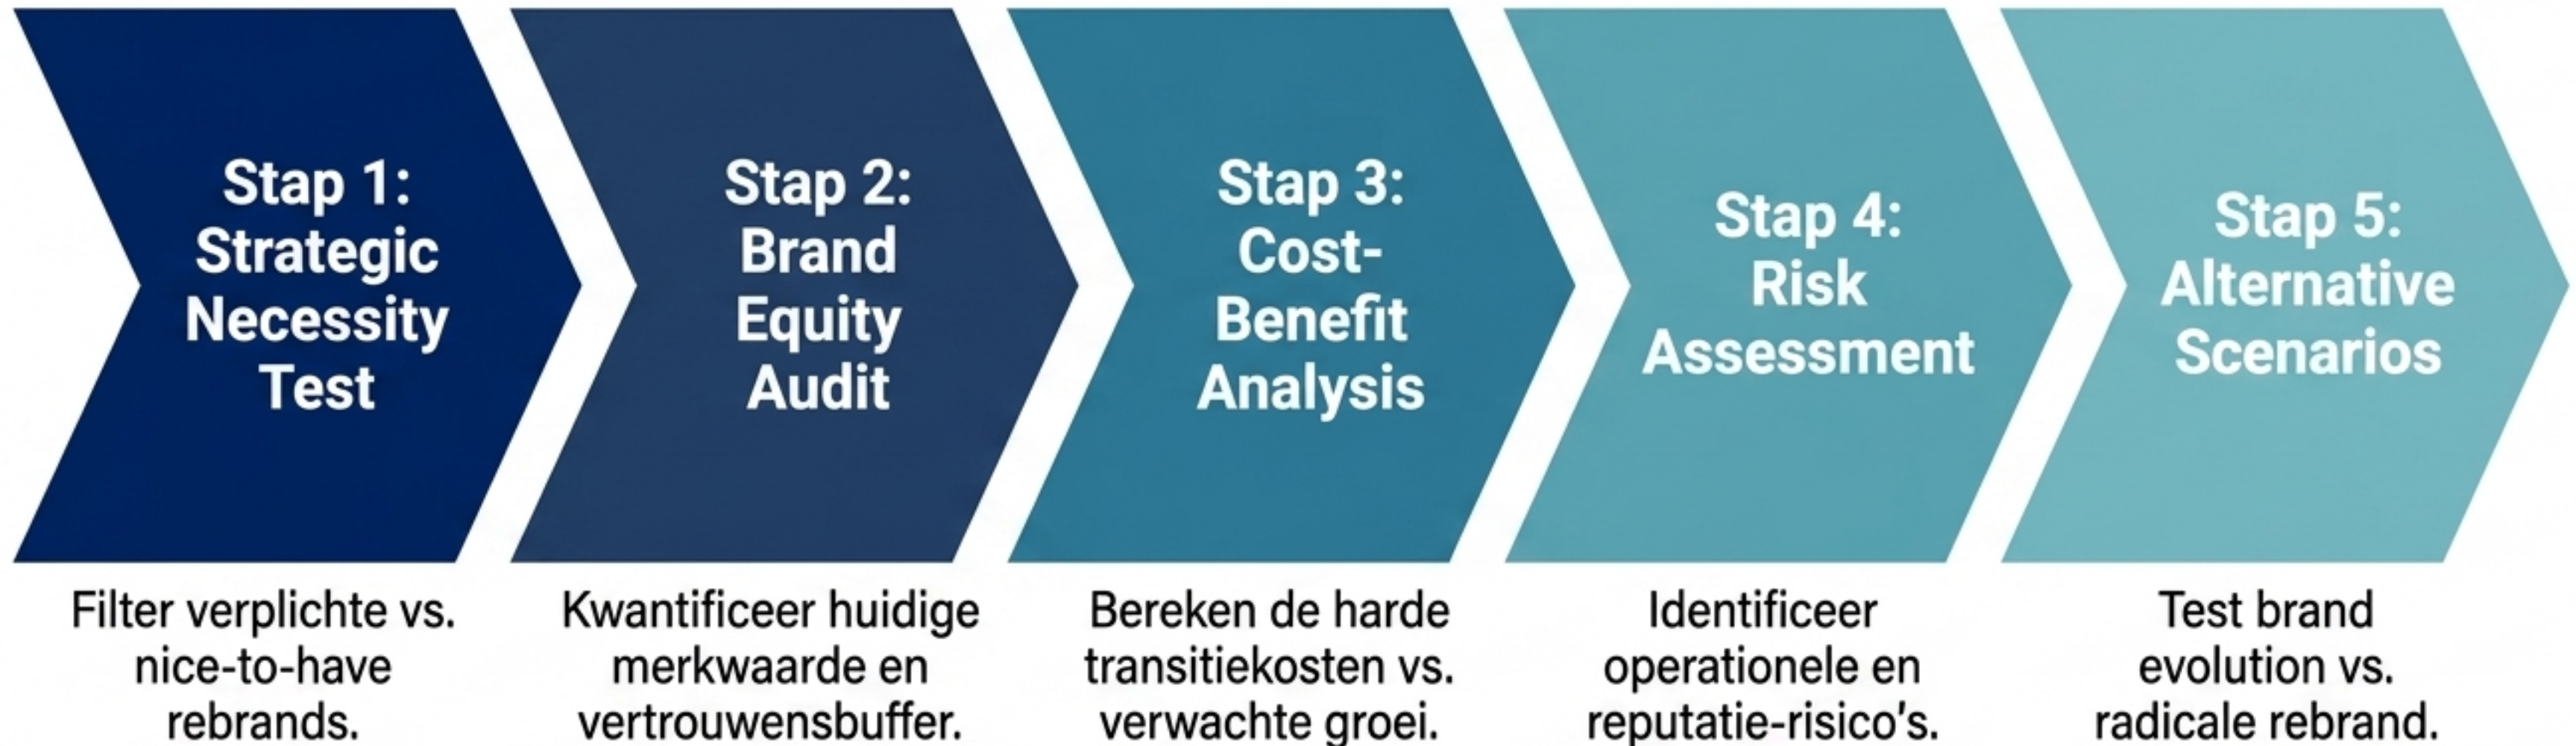 Stap 1:
Strategic
Necessity
Test
Filter verplichte vs.
nice-to-have
rebrands.
Stap 2:
Brand
Equity
Audit
Kwantificeer huidige
merkwaarde en
vertrouwensbuffer.
Stap 3:
Cost-
Benefit
Analysis
Bereken de harde
transitiekosten vs.
verwachte groei.
Stap 4:
Risk
Assessment
Identificeer
operationele en
reputatie-risico's.
Stap 5:
Alternative
Scenarios
Test brand
evolution vs.
radicale rebrand.